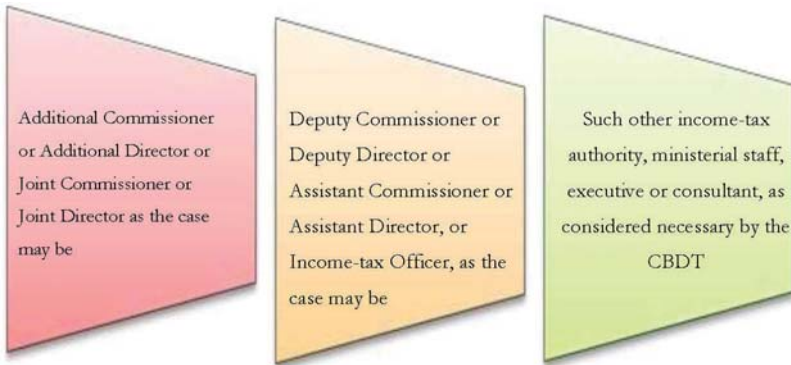 Additional Commissioner
or Additional Director or
Joint Commissioner or
Joint Director as the case
may be
Deputy Commissioner or
Deputy Director or
Assistant Commissioner or
Assistant Director, or
Income-tax Officer, as the
case may be
Such other income-tax
authority, ministerial staff,
executive or consultant, as
considered necessary by the
CBDT